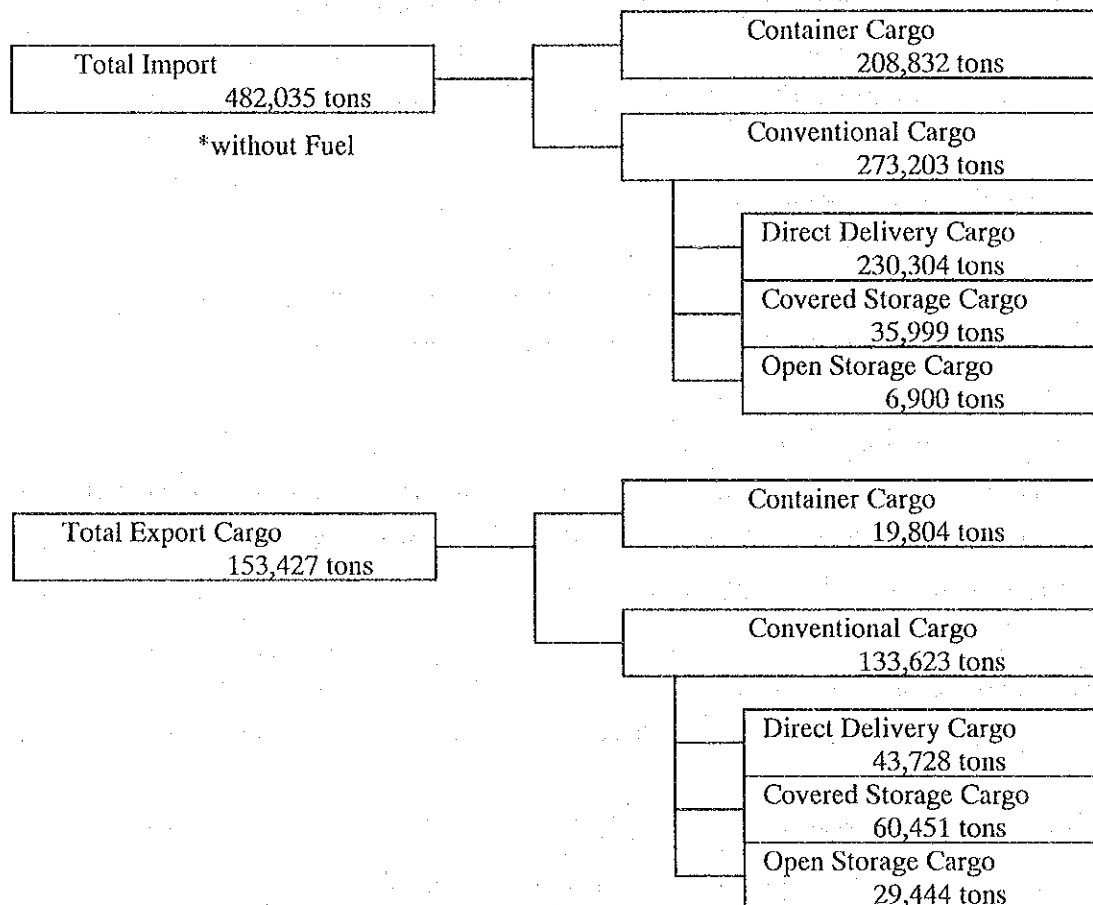 Container Cargo
208,832 tons
Total Import
482,035 tons
*without Fuel
Conventional Cargo
273,203 tons
Direct Delivery Cargo
230,304 tons
Covered Storage Cargo
35,999 tons
Open Storage Cargo
6,900 tons
Container Cargo
19,804 tons
Total Export Cargo
153,427 tons
Conventional Cargo
133,623 tons
Direct Delivery Cargo
43,728 tons
Covered Storage Cargo
60,451 tons
Open Storage Cargo
29,444 tons